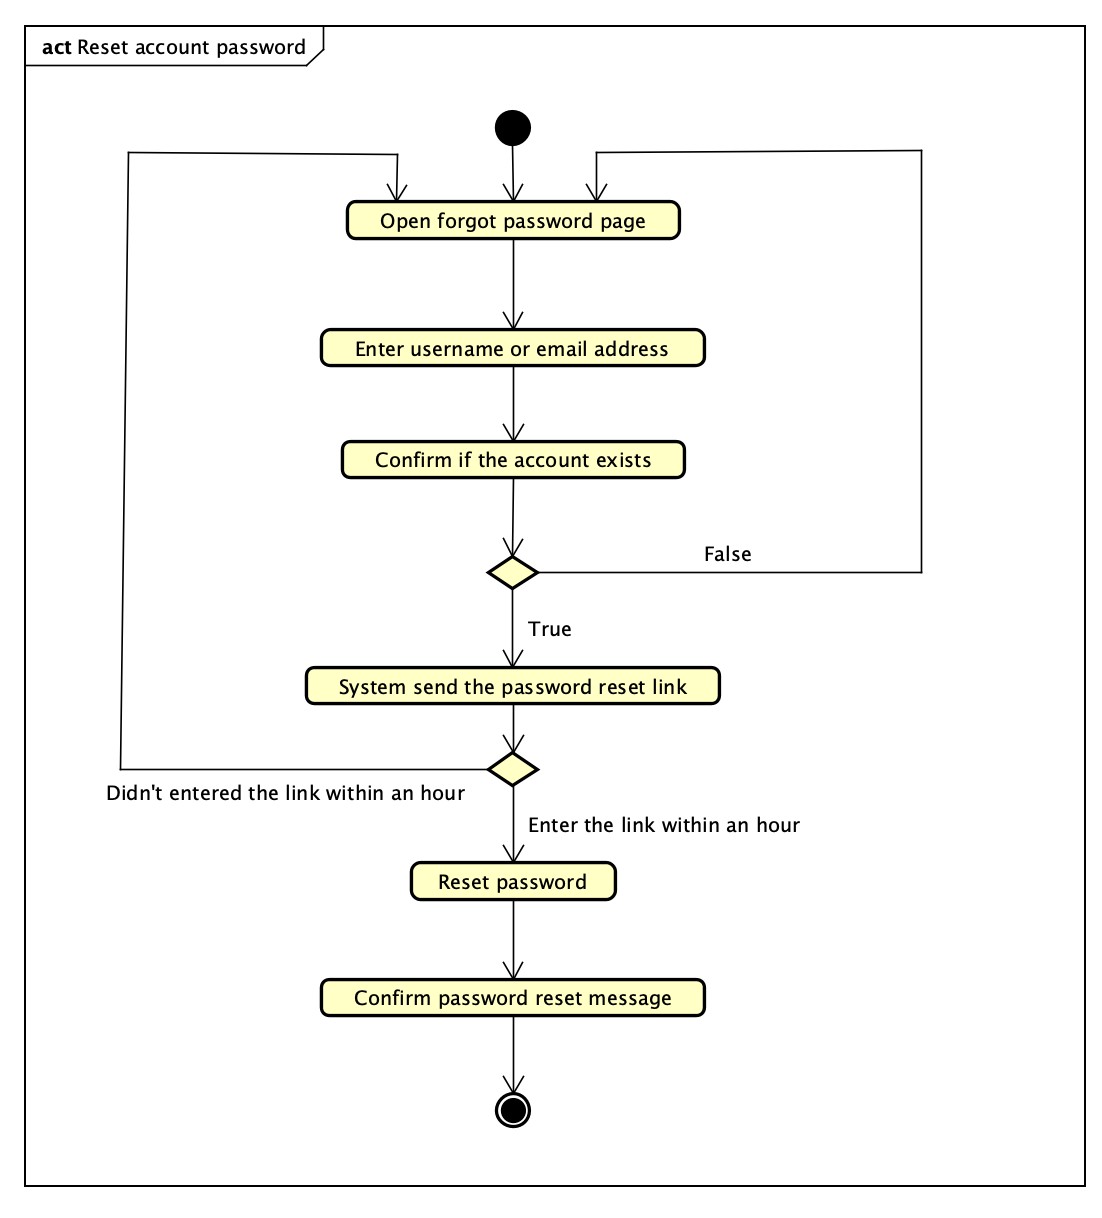 act Reset account password
Open forgot password page
Enter username or email address
Confirm if the account exists
False
True
System send the password reset link
Didn't entered the link within an hour
Enter the link within an hour
Reset password
Confirm password reset message